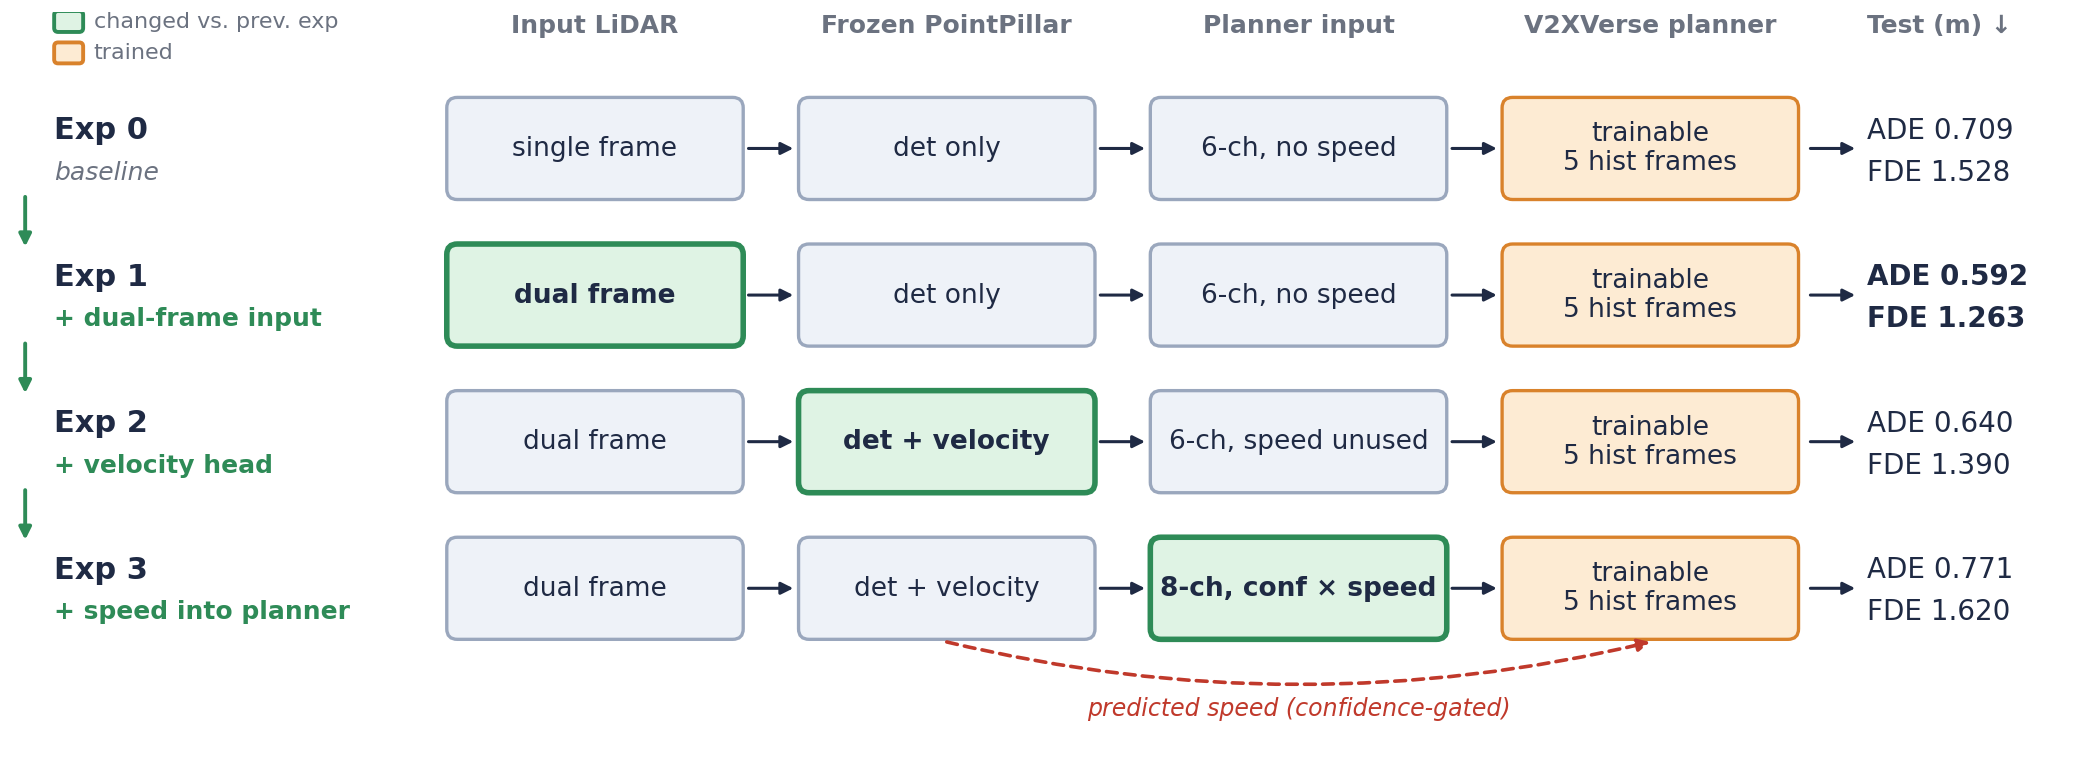 changed vs. prev. exp
trained
Input LiDAR
Frozen PointPillar
Planner input
V2XVerse planner
Test (m) ↓
Exp 0
baseline
single frame
det only
6-ch, no speed
trainable
5 hist frames
ADE 0.709
FDE 1.528
Exp 1
+ dual-frame input
dual frame
det only
6-ch, no speed
trainable
5 hist frames
ADE 0.592
FDE 1.263
Exp 2
+ velocity head
dual frame
det + velocity
6-ch, speed unused
trainable
5 hist frames
ADE 0.640
FDE 1.390
Exp 3
+ speed into planner
dual frame
det + velocity
8-ch, conf × speed
trainable
5 hist frames
ADE 0.771
FDE 1.620
predicted speed (confidence-gated)